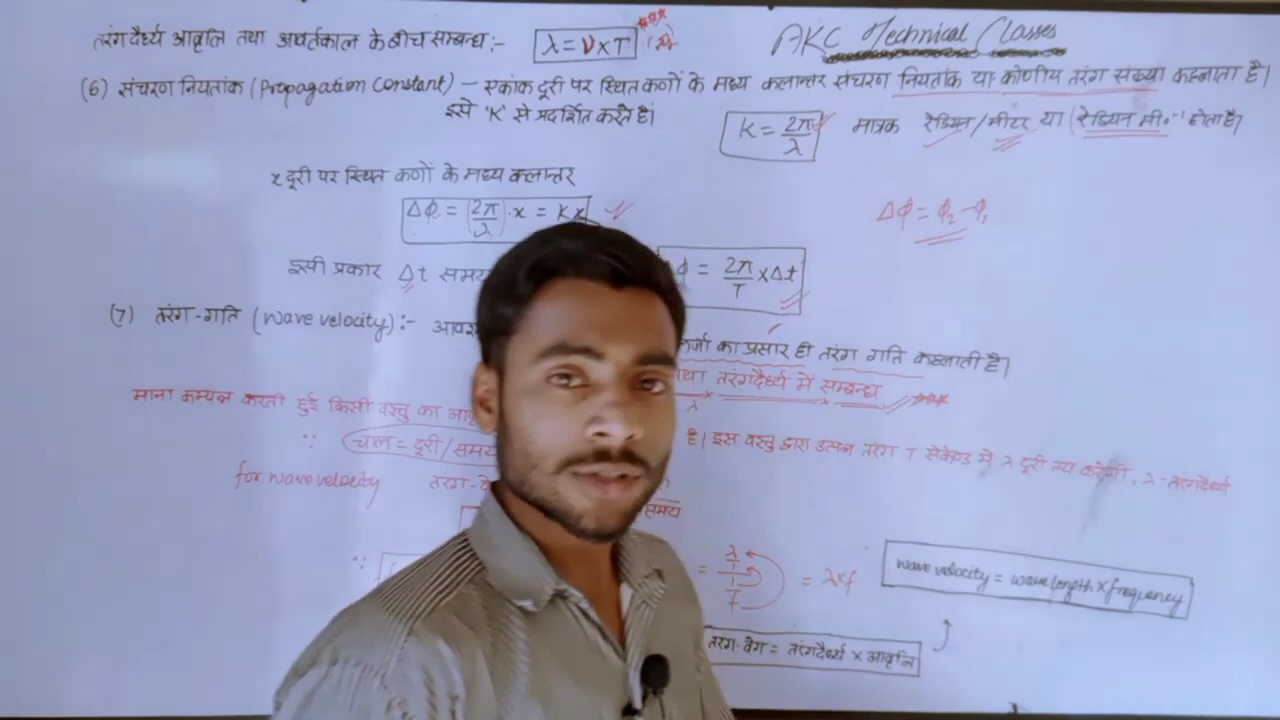 तरंगदैर्ध्य आवृत्ति तथा आवर्तकाल के बीच सम्बन्ध :- λ = v × T
AKC Technical Classes
(6) संचरण नियतांक (Propagation Constant) – एकांक दूरी पर स्थित कणों के मध्य कलान्तर संचरण नियतांक या कोणीय तरंग संख्या कहलाता है।
इसे 'K' से प्रदर्शित करते है। K = 2π/λ मात्रक रेडियन/मीटर या (रेडियन मी०⁻¹ होता है)
x दूरी पर स्थित कणों के मध्य कलान्तर
Δφ = (2π/λ).x = Kx Δφ = φ₂ - φ₁
इसी प्रकार Δt समय φ = 2π/T × Δt
(7) तरंग-गति (Wave velocity) :-
का प्रसार ही तरंग गति कहलाती है।
तरंगदैर्ध्य में सम्बन्ध
माना कम्पन करती हुई किसी वस्तु का है। इस वस्तु द्वारा उत्पन्न तरंग T सेकेण्ड में λ दूरी तय करेगी, λ-तरंगदैर्ध्य
∵ चाल = दूरी/समय
for wave velocity तरंग-वे समय
∵ = λ/1/f = λ×f wave velocity = wave length × frequency
तरंग-वेग = तरंगदैर्ध्य × आवृत्ति